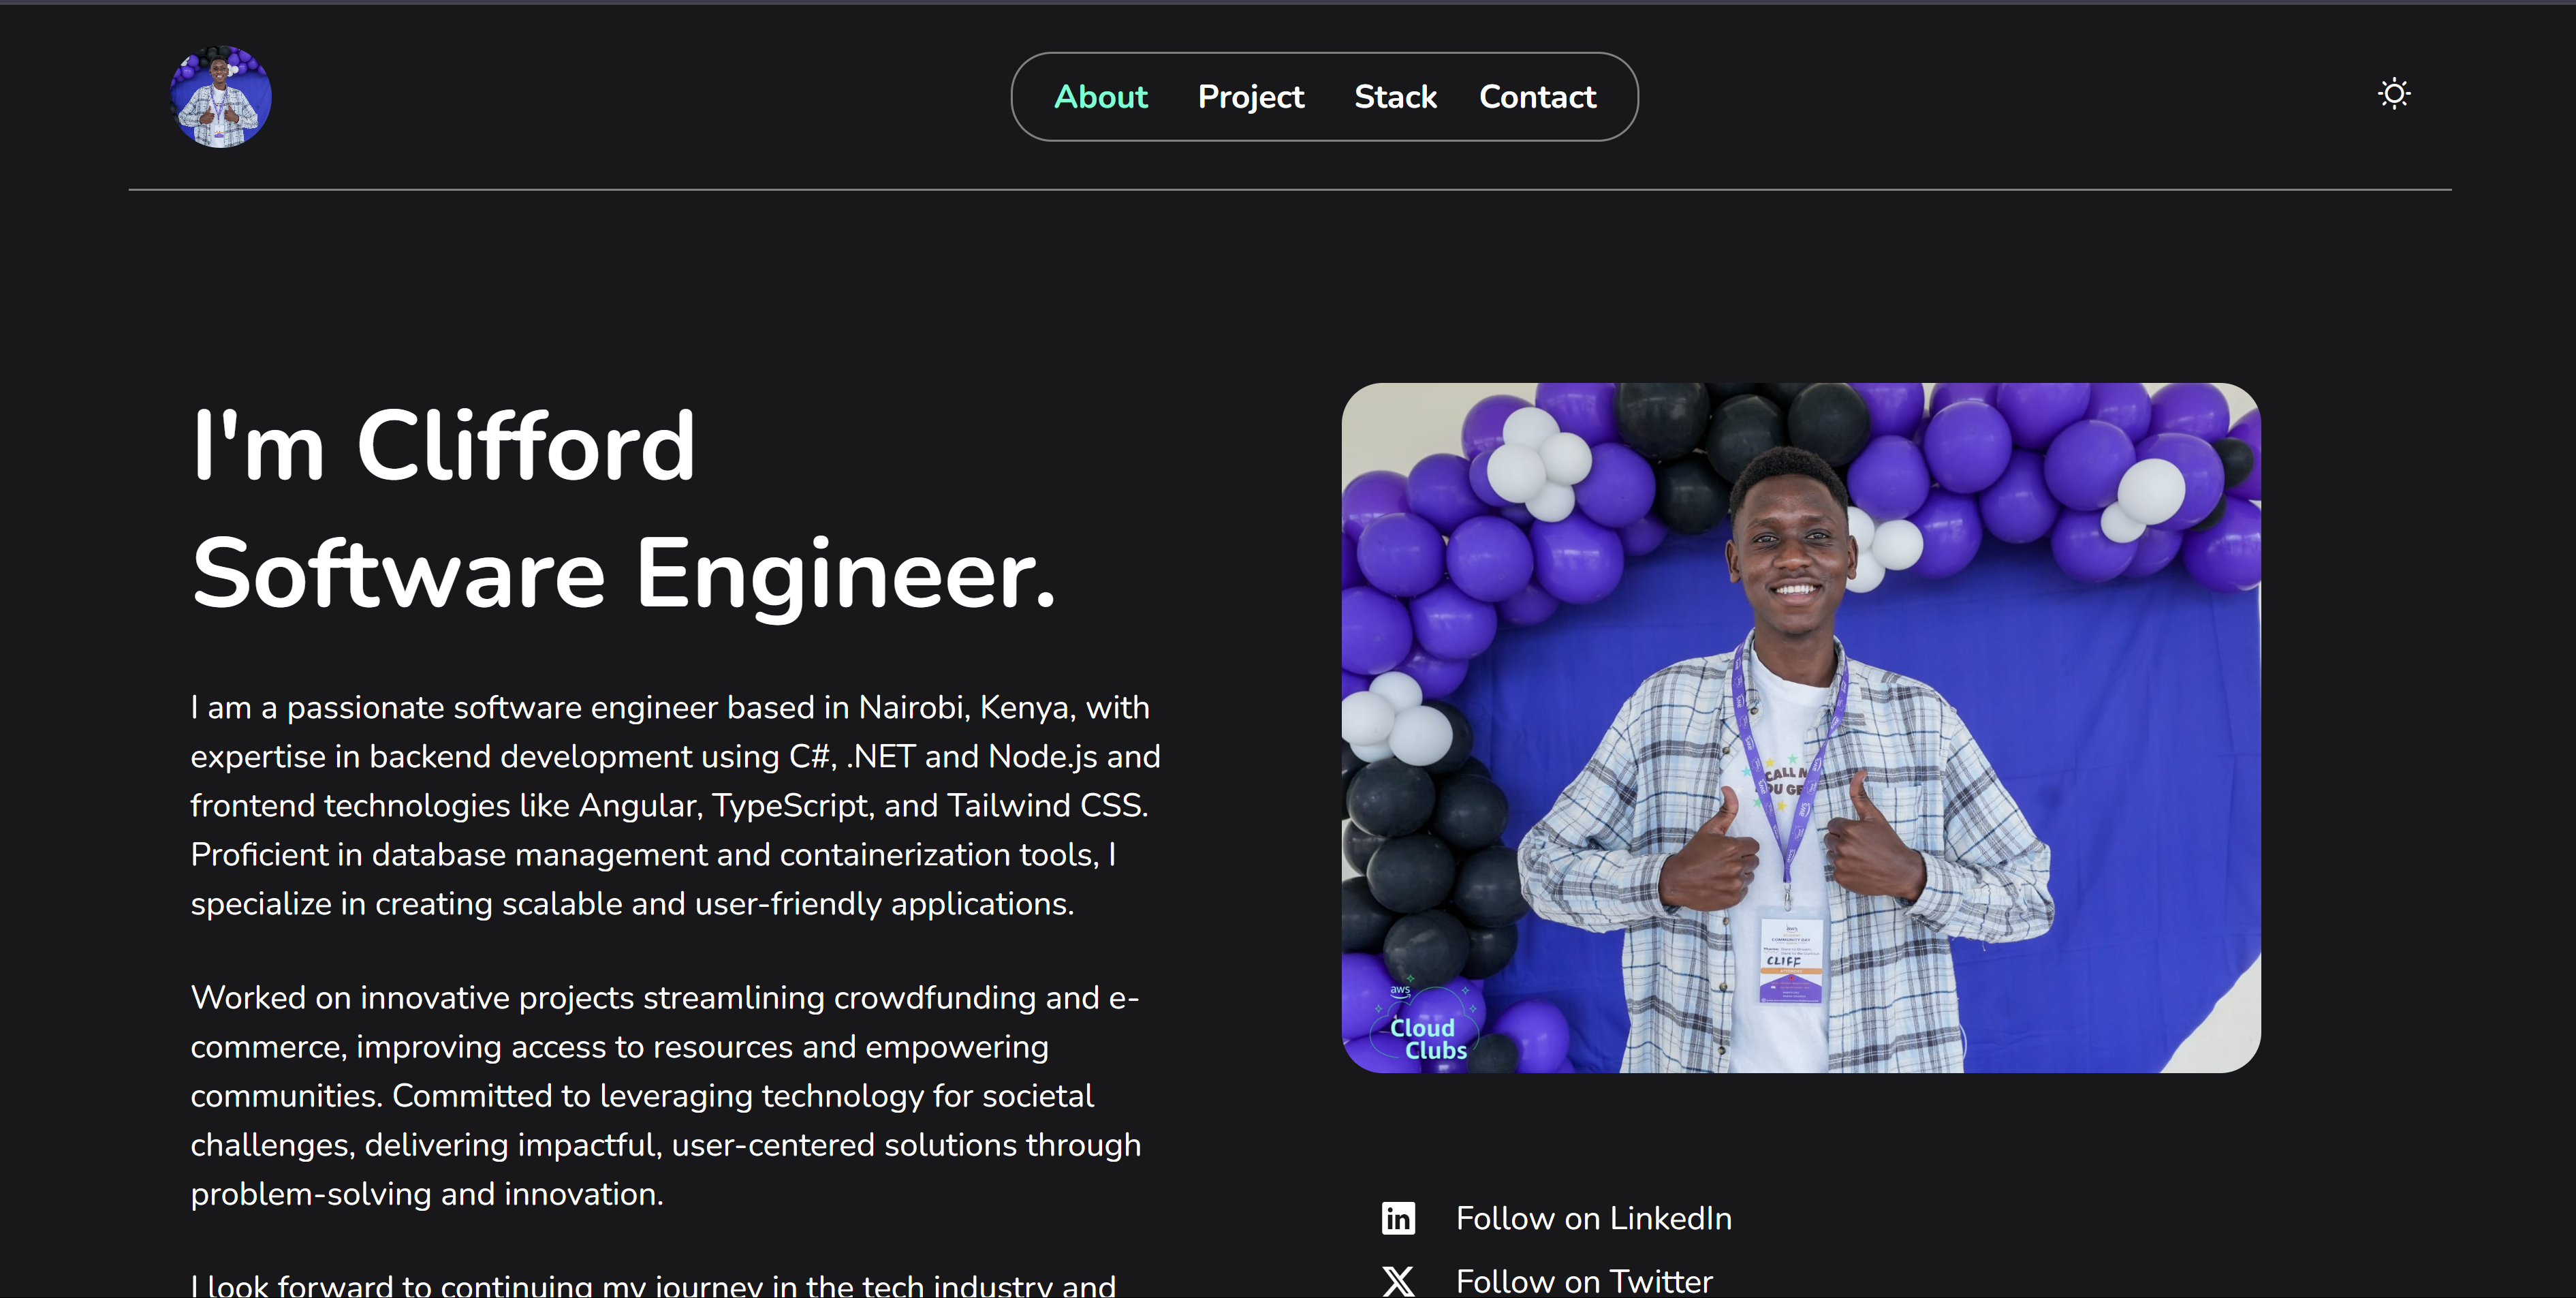 About Project Stack Contact
I'm Clifford
Software Engineer.
I am a passionate software engineer based in Nairobi, Kenya, with
expertise in backend development using C#, .NET and Node.js and
frontend technologies like Angular, TypeScript, and Tailwind CSS.
Proficient in database management and containerization tools, I
specialize in creating scalable and user-friendly applications.
Worked on innovative projects streamlining crowdfunding and e-
commerce, improving access to resources and empowering
communities. Committed to leveraging technology for societal
challenges, delivering impactful, user-centered solutions through
problem-solving and innovation.
I look forward to continuing my journey in the tech industry and
CALL
aws
COMMUNITY DAY
CLIFF
aws
Cloud
Clubs
Follow on LinkedIn
Follow on Twitter